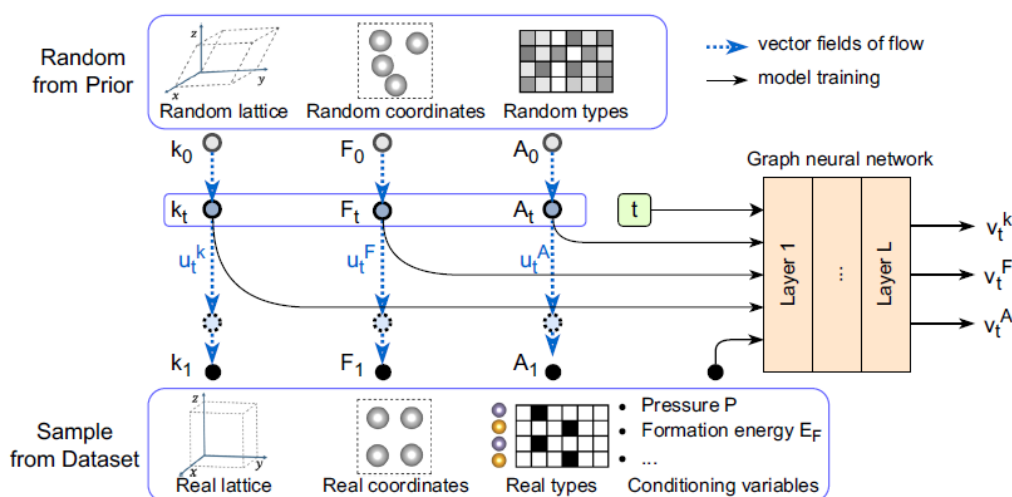 Random
from Prior
z
x
y
Random lattice
Random coordinates
Random types
vector fields of flow
model training
k₀
F₀
A₀
Graph neural network
kₜ
Fₜ
Aₜ
t
uₜᵏ
uₜF
uₜA
Layer 1
...
Layer L
vₜᵏ
vₜF
vₜA
k₁
F₁
A₁
Sample
from Dataset
z
x
y
Real lattice
Real coordinates
Real types
• Pressure P
• Formation energy E_F
• ...
Conditioning variables